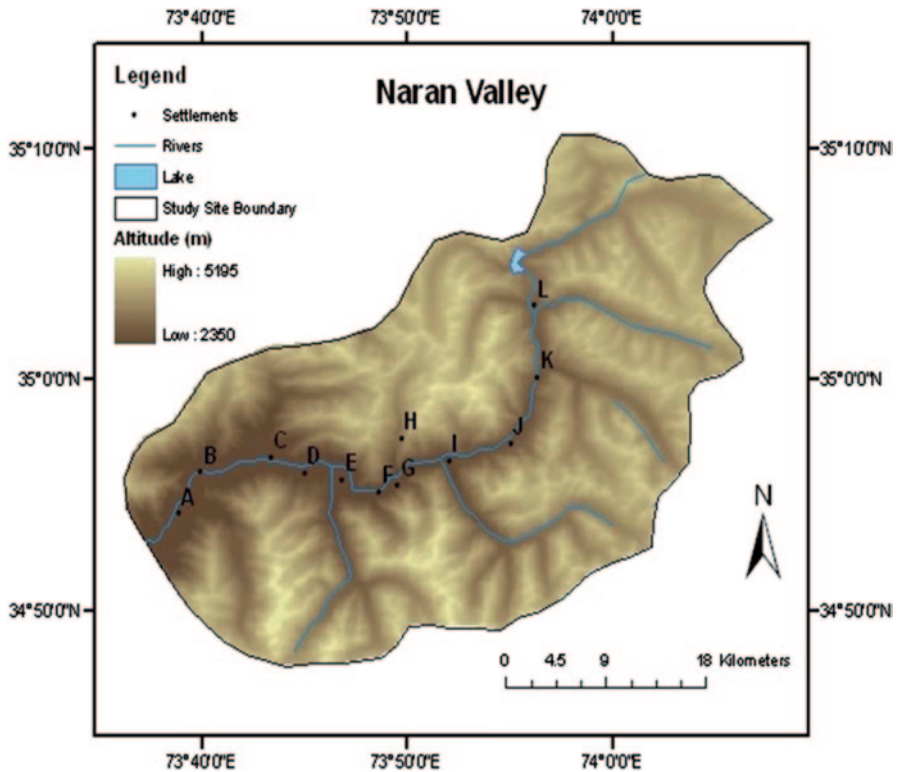 73°40'0"E 73°50'0"E 74°0'0"E
Legend
Naran Valley
Settlements
Rivers
Lake
Study Site Boundary
Altitude (m)
High : 5195
Low : 2350
35°10'0"N 35°10'0"N
L
K
35°0'0"N 35°0'0"N
H
J
C
B
D
E
F
G
I
A
N
34°50'0"N 34°50'0"N
0 4.5 9 18 Kilometers
73°40'0"E 73°50'0"E 74°0'0"E